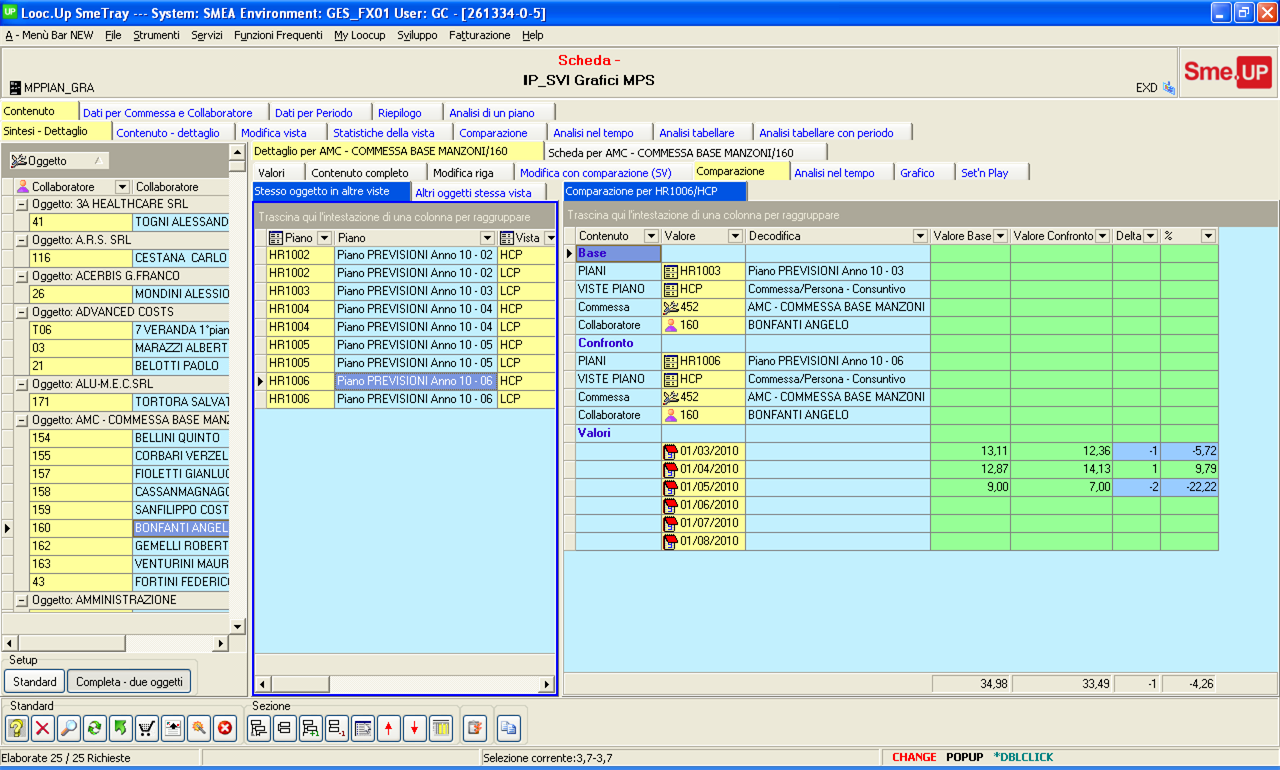 Looc.Up SmeTray --- System: SMEA Environment: GES_FX01 User: GC - [261334-0-5]
A - Menù Bar NEW File Strumenti Servizi Funzioni Frequenti My Loocup Sviluppo Fatturazione Help
Scheda -
IP_SVI Grafici MPS
MPPIAN_GRA
EXD
Sme.UP
Contenuto Dati per Commessa e Collaboratore Dati per Periodo Riepilogo Analisi di un piano
Sintesi - Dettaglio Contenuto - dettaglio Modifica vista Statistiche della vista Comparazione Analisi nel tempo Analisi tabellare Analisi tabellare con periodo
Oggetto
Collaboratore Collaboratore
Oggetto: 3A HEALTHCARE SRL
41 TOGNI ALESSAND
Oggetto: A.R.S. SRL
116 CESTANA CARLO
Oggetto: ACERBIS G.FRANCO
26 MONDINI ALESSIO
Oggetto: ADVANCED COSTS
T06 7 VERANDA 1°pian
03 MARAZZI ALBERT
21 BELOTTI PAOLO
Oggetto: ALU-M.E.C.SRL
171 TORTORA SALVAT
Oggetto: AMC - COMMESSA BASE MANZ
154 BELLINI QUINTO
155 CORBARI VERZEL
157 FIOLETTI GIANLUC
158 CASSANMAGNAGO
159 SANFILIPPO COST
160 BONFANTI ANGEL
162 GEMELLI ROBERT
163 VENTURINI MAUR
43 FORTINI FEDERICO
Oggetto: AMMINISTRAZIONE
Setup
Standard Completa - due oggetti
Dettaglio per AMC - COMMESSA BASE MANZONI/160 Scheda per AMC - COMMESSA BASE MANZONI/160
Valori Contenuto completo Modifica riga Modifica con comparazione (SV) Comparazione Analisi nel tempo Grafico Set'n Play
Stesso oggetto in altre viste Altri oggetti stessa vista
Trascina qui l'intestazione di una colonna per raggruppare
Piano Piano Vista
HR1002 Piano PREVISIONI Anno 10 - 02 HCP
HR1002 Piano PREVISIONI Anno 10 - 02 LCP
HR1003 Piano PREVISIONI Anno 10 - 03 LCP
HR1004 Piano PREVISIONI Anno 10 - 04 HCP
HR1004 Piano PREVISIONI Anno 10 - 04 LCP
HR1005 Piano PREVISIONI Anno 10 - 05 HCP
HR1005 Piano PREVISIONI Anno 10 - 05 LCP
HR1006 Piano PREVISIONI Anno 10 - 06 HCP
HR1006 Piano PREVISIONI Anno 10 - 06 LCP
Comparazione per HR1006/HCP
Trascina qui l'intestazione di una colonna per raggruppare
Contenuto Valore Decodifica Valore Base Valore Confronto Delta %
Base
PIANI HR1003 Piano PREVISIONI Anno 10 - 03
VISTE PIANO HCP Commessa/Persona - Consuntivo
Commessa 452 AMC - COMMESSA BASE MANZONI
Collaboratore 160 BONFANTI ANGELO
Confronto
PIANI HR1006 Piano PREVISIONI Anno 10 - 06
VISTE PIANO HCP Commessa/Persona - Consuntivo
Commessa 452 AMC - COMMESSA BASE MANZONI
Collaboratore 160 BONFANTI ANGELO
Valori
01/03/2010 13,11 12,36 -1 -5,72
01/04/2010 12,87 14,13 1 9,79
01/05/2010 9,00 7,00 -2 -22,22
01/06/2010
01/07/2010
01/08/2010
34,98 33,49 -1 -4,26
Standard Sezione
Elaborate 25 / 25 Richieste Selezione corrente:3,7-3,7 CHANGE POPUP *DBLCLICK